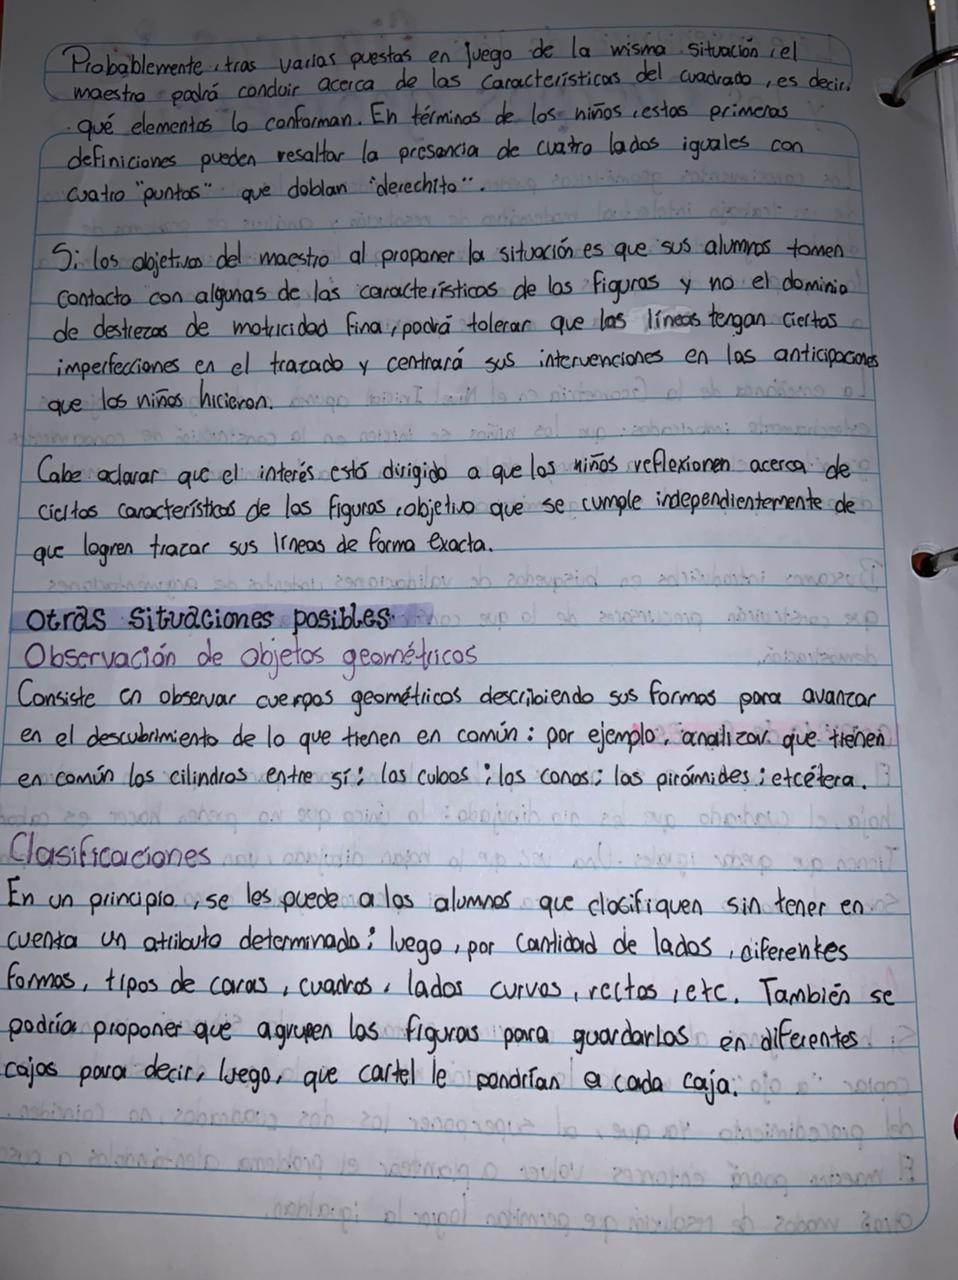 Probablemente, tras varias puestas en juego de la misma situación, el
maestro podrá concluir acerca de las características del cuadrado, es decir,
qué elementos lo conforman. En términos de los niños, estas primeras
definiciones pueden resaltar la presencia de cuatro lados iguales con
cuatro "puntas" que doblan "derechito".
Si los objetivos del maestro al proponer la situación es que sus alumnos tomen
contacto con algunas de las características de las figuras y no el dominio
de destrezas de motricidad fina, podrá tolerar que las líneas tengan ciertas
imperfecciones en el trazado y centrará sus intervenciones en las anticipaciones
que los niños hicieron.
Cabe aclarar que el interés está dirigido a que los niños reflexionen acerca de
ciertas características de las figuras, objetivo que se cumple independientemente de
que logren trazar sus líneas de forma exacta.
Otras situaciones posibles.
Observación de objetos geométricos
Consiste en observar cuerpos geométricos describiendo sus formas para avanzar
en el descubrimiento de lo que tienen en común: por ejemplo, analizar que tienen
en común los cilindros entre sí; los cubos; los conos; las pirámides; etcétera.
Clasificaciones
En un principio, se les puede a los alumnos que clasifiquen sin tener en
cuenta un atributo determinado; luego, por cantidad de lados, diferentes
formas, tipos de caras, cuadros, lados curvos, rectos, etc. También se
podría proponer que agrupen las figuras para guardarlas en diferentes
cajas para decir, luego, que cartel le pondrían a cada caja.